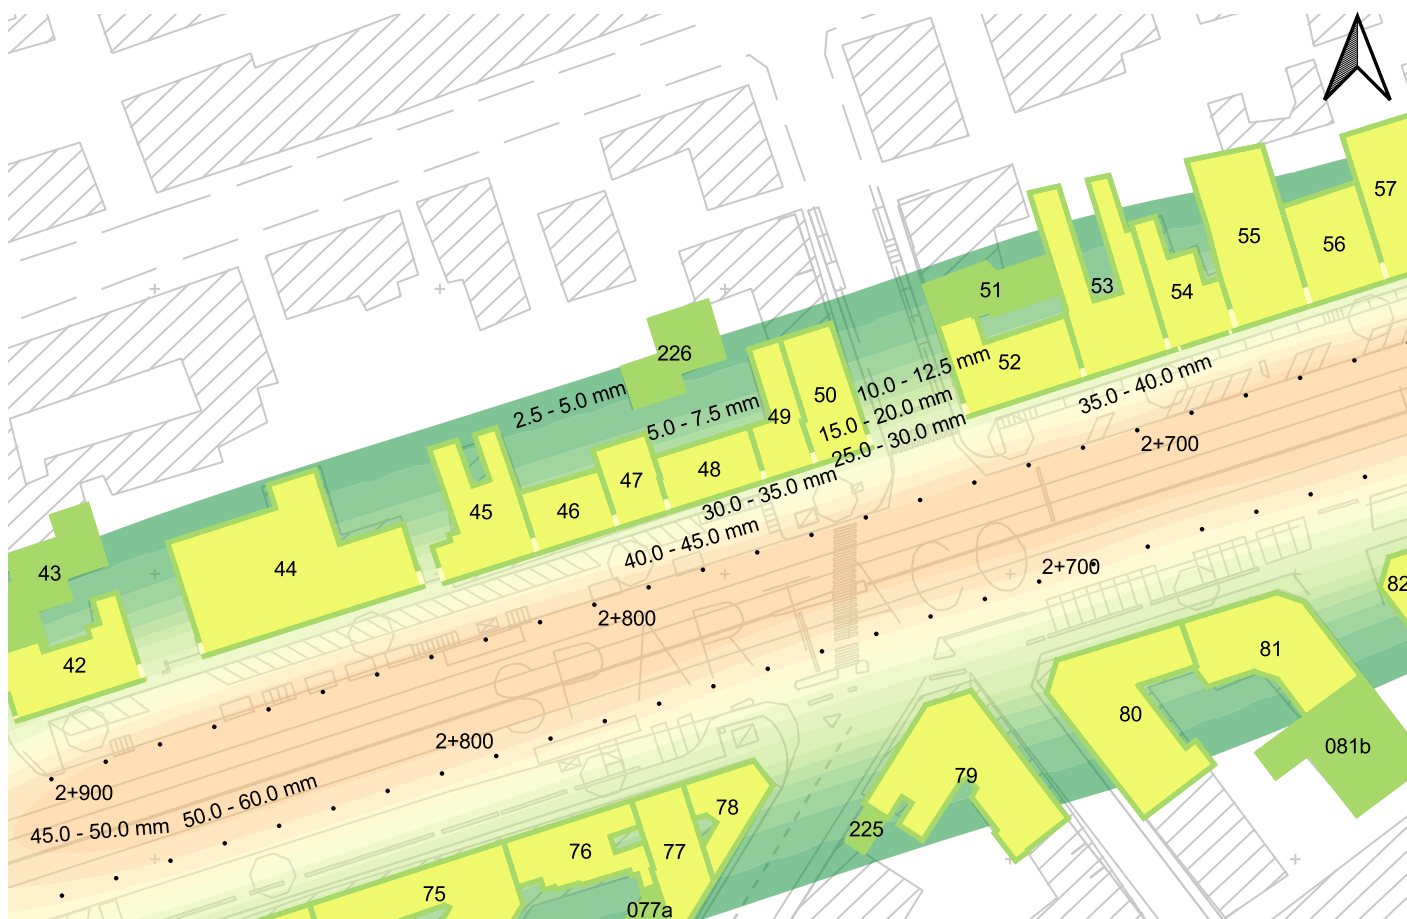 57
55
56
53
54
51
52
226
50
49
10.0 - 12.5 mm
35.0 - 40.0 mm
2.5 - 5.0 mm
5.0 - 7.5 mm
15.0 - 20.0 mm
25.0 - 30.0 mm
2+700
48
47
46
45
30.0 - 35.0 mm
40.0 - 45.0 mm
44
43
42
2+700
82
SPARTACO
2+800
81
80
081b
2+800
2+900
50.0 - 60.0 mm
45.0 - 50.0 mm
79
78
225
77
76
75
077a